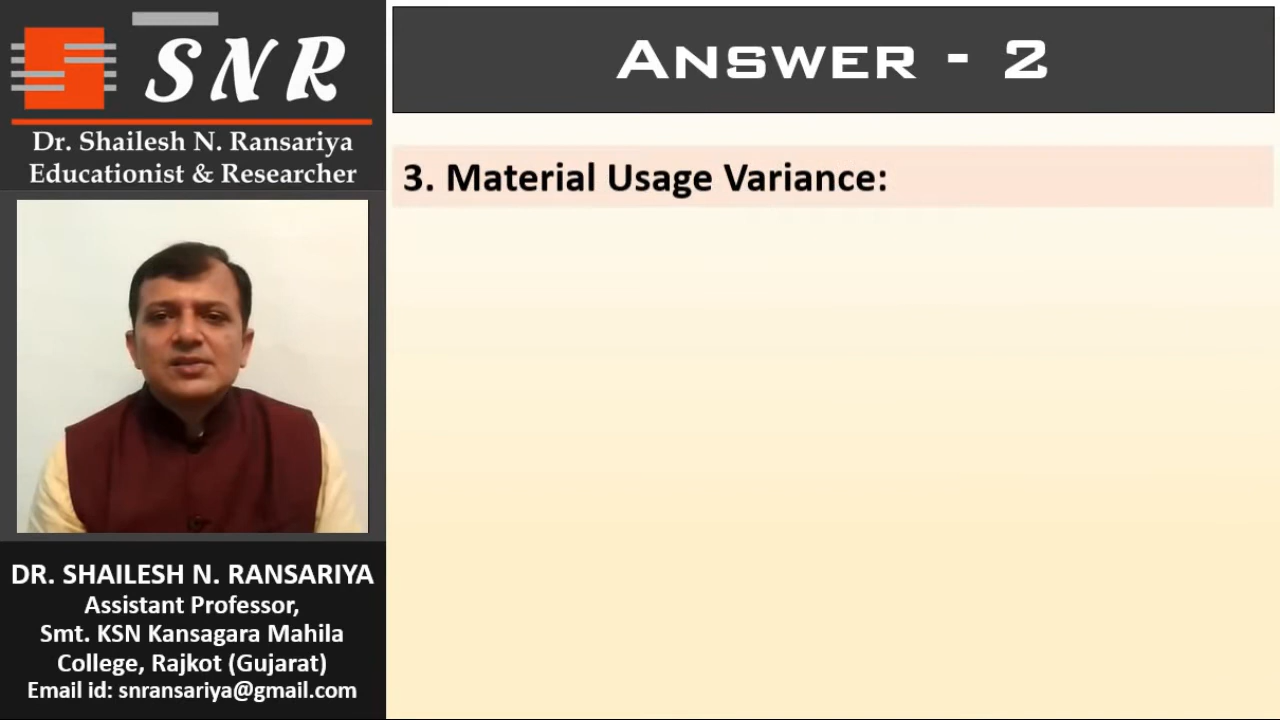 SNR
Dr. Shailesh N. Ransariya
Educationist & Researcher
DR. SHAILESH N. RANSARIYA
Assistant Professor,
Smt. KSN Kansagara Mahila
College, Rajkot (Gujarat)
Email id: snransariya@gmail.com
ANSWER - 2
3. Material Usage Variance: